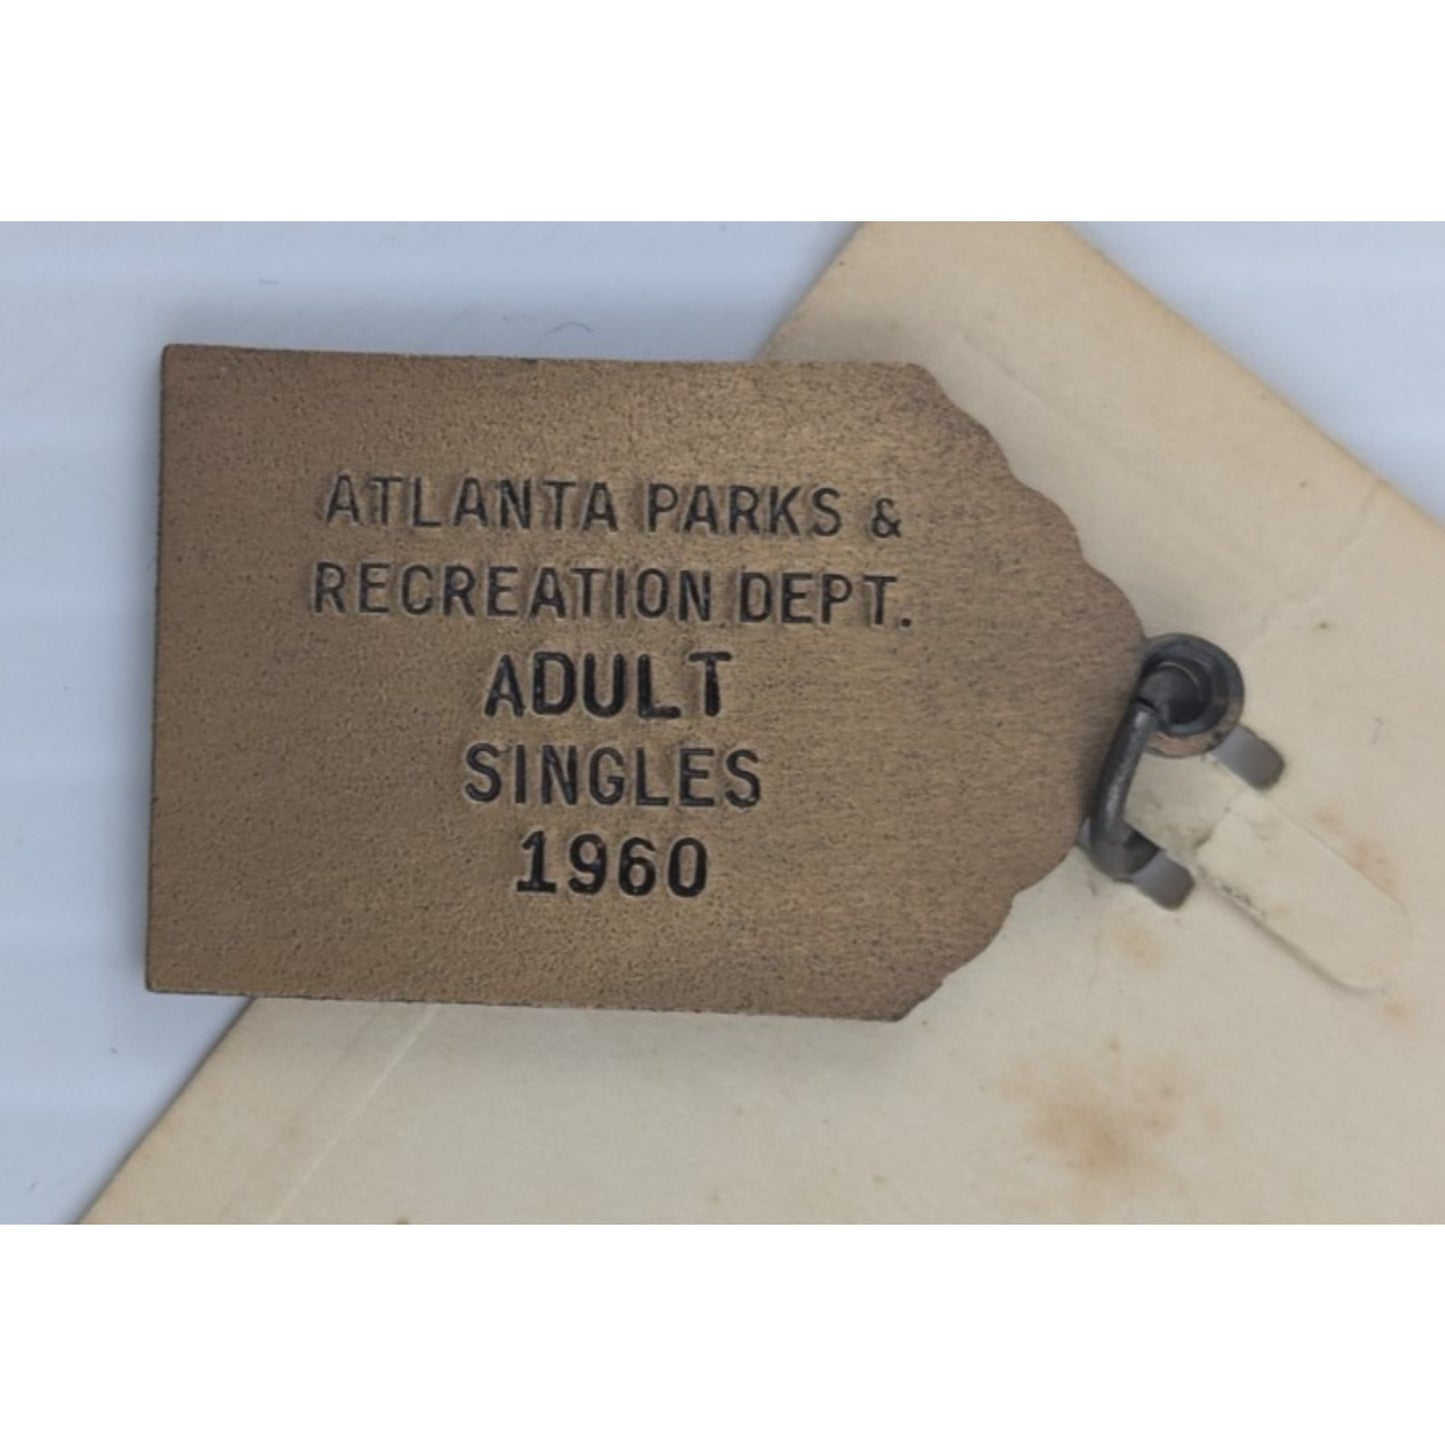 ATLANTA PARKS &
RECREATION DEPT.
ADULT
SINGLES
1960